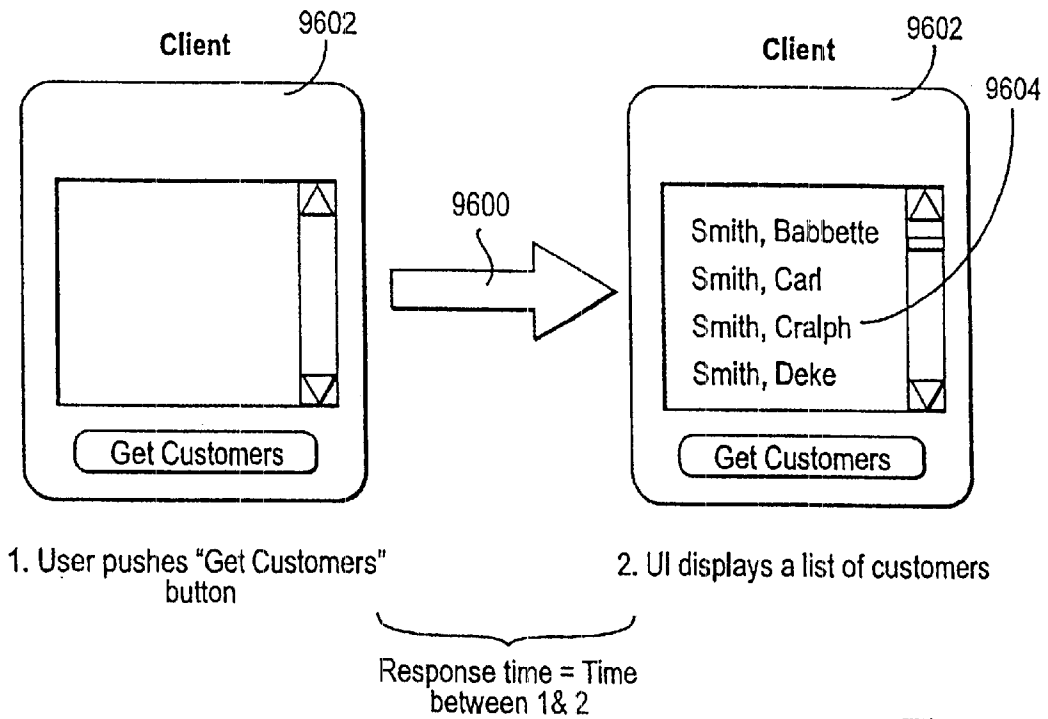 Client
9602
Get Customers
9600
Client
9602
9604
Smith, Babbette
Smith, Carl
Smith, Cralph
Smith, Deke
Get Customers
1. User pushes "Get Customers"
button
2. UI displays a list of customers
Response time = Time
between 1& 2